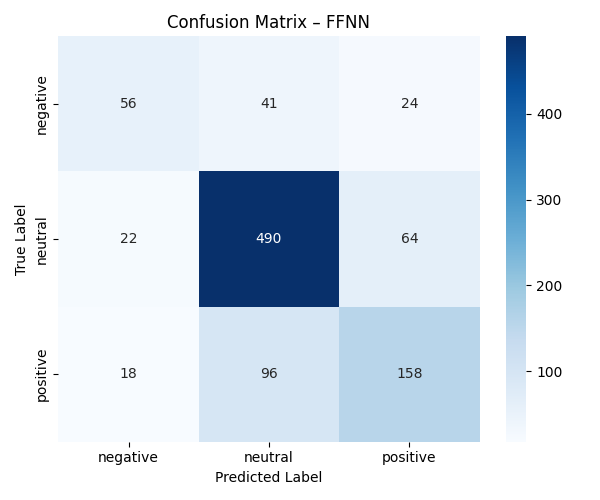 Confusion Matrix – FFNN
True Label
negative
56 41 24
neutral
22 490 64
positive
18 96 158
negative neutral positive
Predicted Label
400
300
200
100